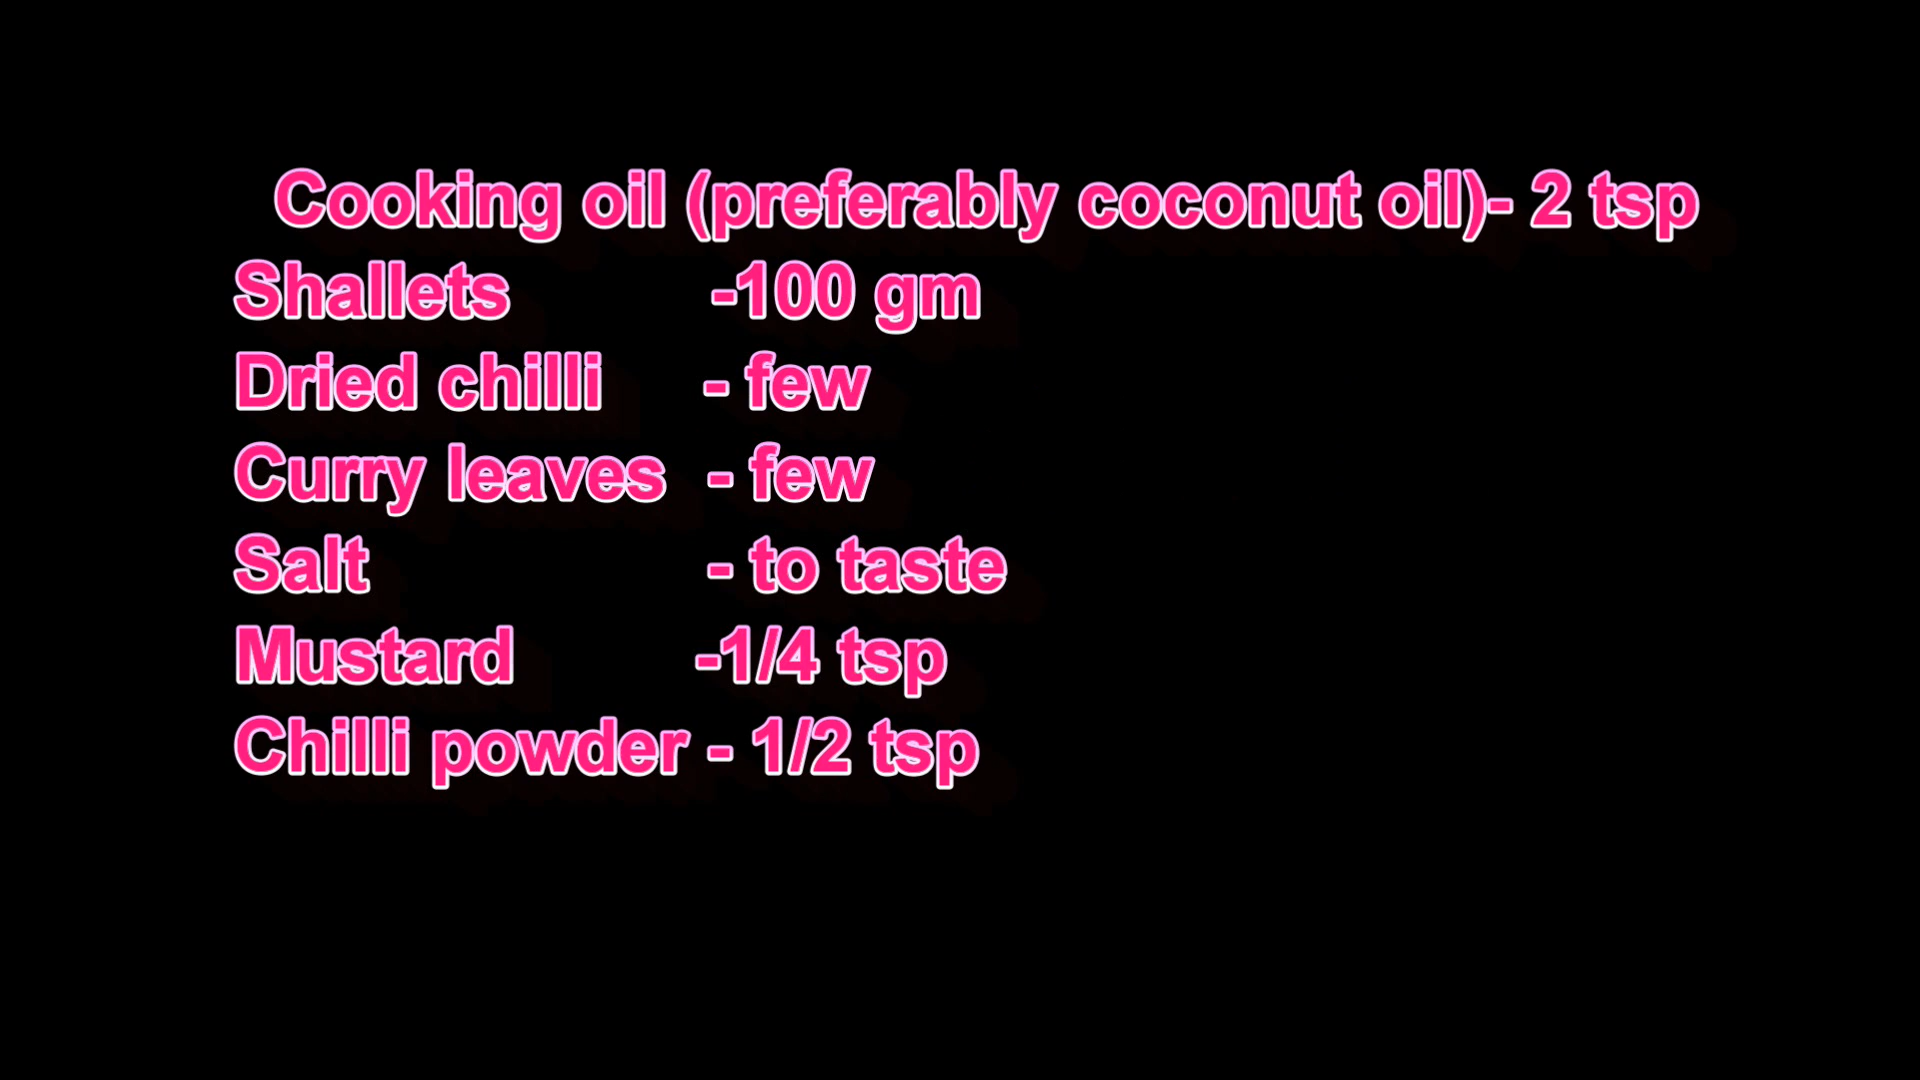 Cooking oil (preferably coconut oil)- 2 tsp
Shallets -100 gm
Dried chilli - few
Curry leaves - few
Salt - to taste
Mustard -1/4 tsp
Chilli powder - 1/2 tsp